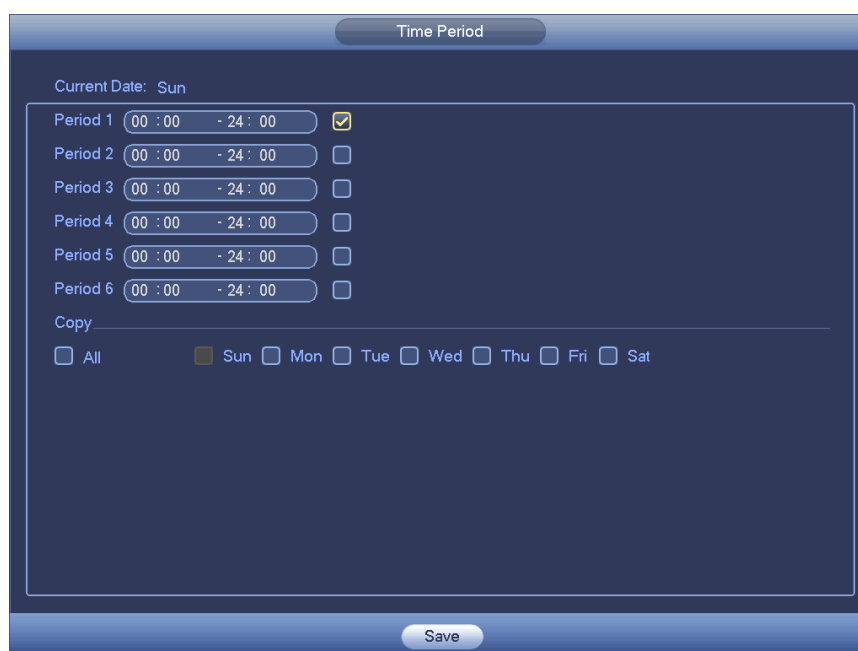 Time Period
Current Date: Sun
Period 1 00 :00 - 24 : 00
Period 2 00 :00 - 24 : 00
Period 3 00 :00 - 24 : 00
Period 4 00 :00 - 24 : 00
Period 5 00 :00 - 24 : 00
Period 6 00 :00 - 24 : 00
Copy
All Sun Mon Tue Wed Thu Fri Sat
Save